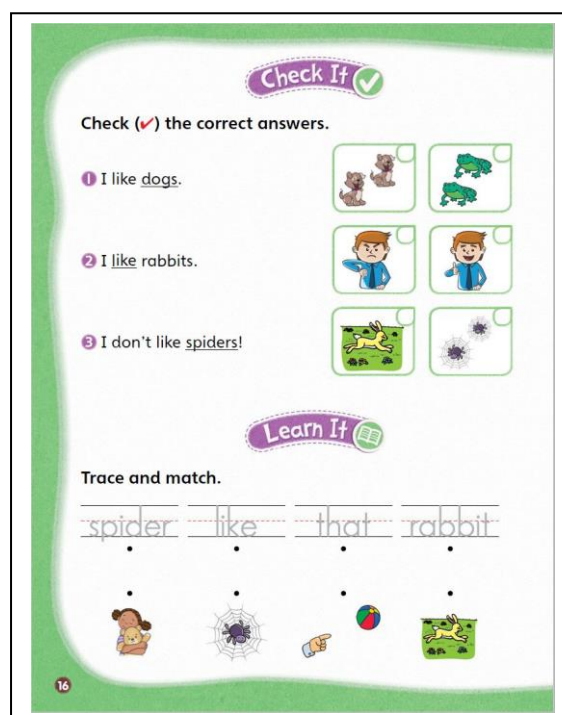 Check It
Check (✔) the correct answers.
1 I like dogs.
2 I like rabbits.
3 I don't like spiders!
Learn It
Trace and match.
spider like that rabbit
16